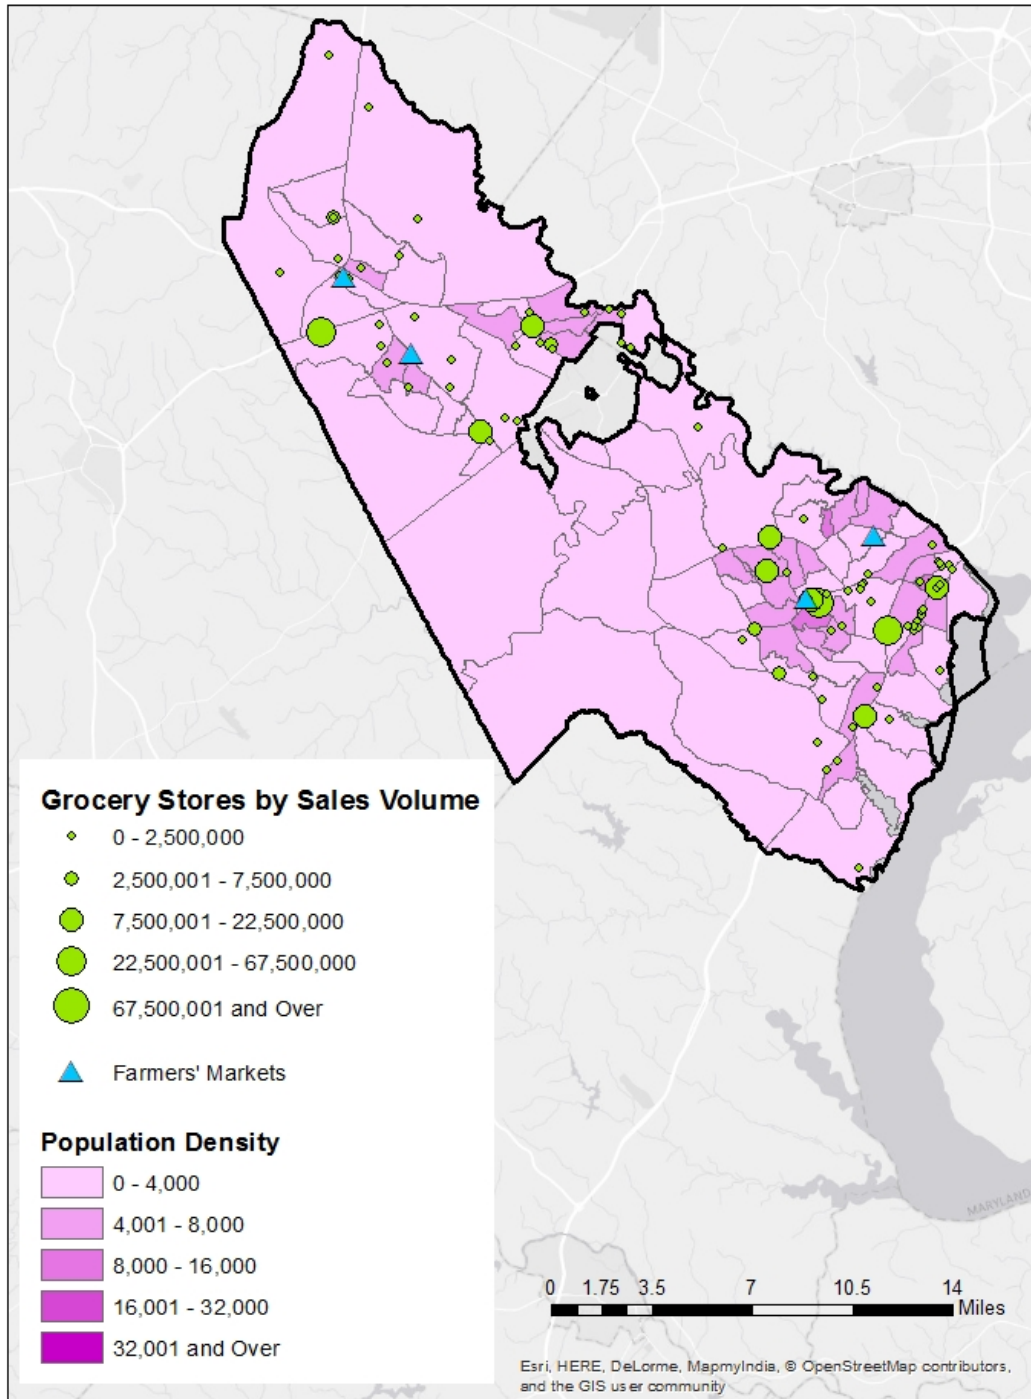 MARYLAND
Grocery Stores by Sales Volume
0 - 2,500,000
2,500,001 - 7,500,000
7,500,001 - 22,500,000
22,500,001 - 67,500,000
67,500,001 and Over
Farmers' Markets
Population Density
0 - 4,000
4,001 - 8,000
8,000 - 16,000
16,001 - 32,000
32,001 and Over
0 1.75 3.5 7 10.5 14
Miles
Esri, HERE, DeLorme, MapmyIndia, © OpenStreetMap contributors,
and the GIS user community